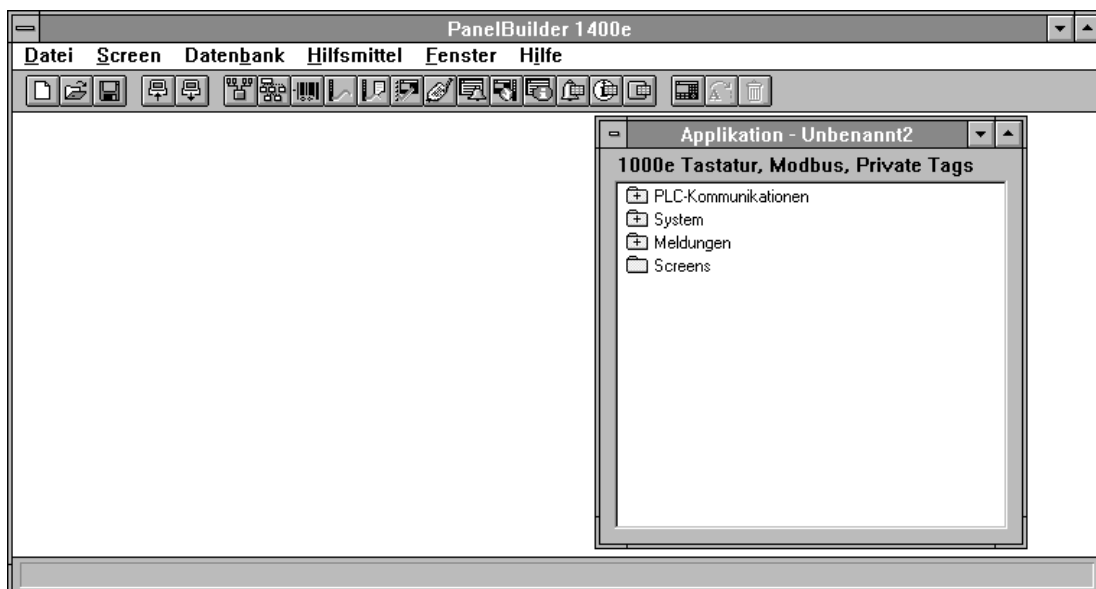 PanelBuilder 1400e
Datei Screen Datenbank Hilfsmittel Fenster Hilfe
Applikation - Unbenannt2
1000e Tastatur, Modbus, Private Tags
PLC-Kommunikationen
System
Meldungen
Screens